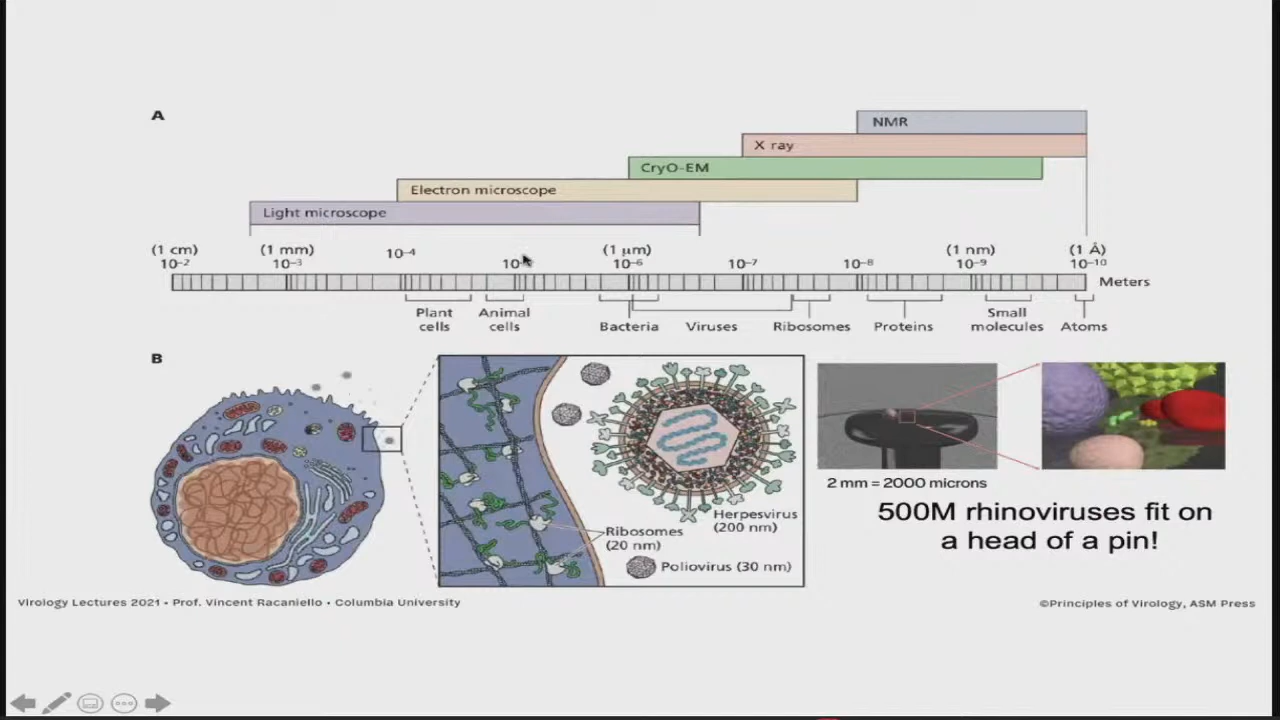 A
NMR
X ray
CryO-EM
Electron microscope
Light microscope
(1 cm) (1 mm) (1 μm) (1 nm) (1 Å)
10-2 10-3 10-4 10 10-6 10-7 10-8 10-9 10-10
Meters
Plant cells
Animal cells
Bacteria
Viruses
Ribosomes
Proteins
Small molecules
Atoms
B
Herpesvirus
(200 nm)
Ribosomes
(20 nm)
Poliovirus (30 nm)
2 mm = 2000 microns
500M rhinoviruses fit on
a head of a pin!
Virology Lectures 2021 • Prof. Vincent Racaniello • Columbia University
©Principles of Virology, ASM Press